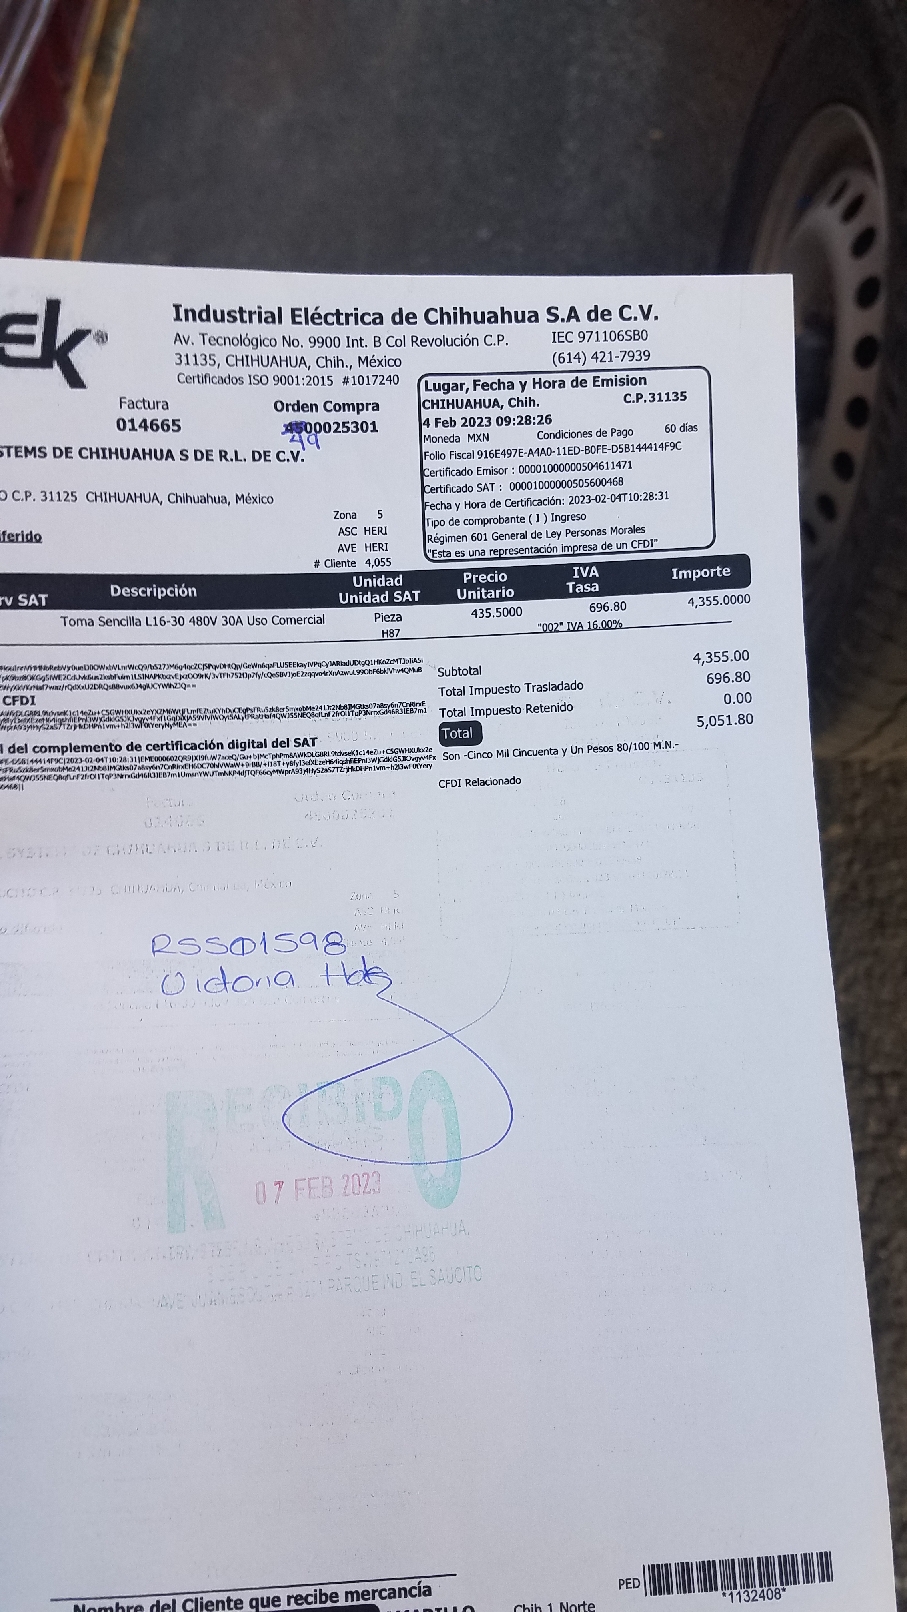 Ek®
Industrial Eléctrica de Chihuahua S.A de C.V.
Av. Tecnológico No. 9900 Int. B Col Revolución C.P.
31135, CHIHUAHUA, Chih., México
Certificados ISO 9001:2015 #1017240
IEC 971106SB0
(614) 421-7939
Factura
014665
Orden Compra
00025301
49
STEMS DE CHIHUAHUA S DE R.L. DE C.V.
O C.P. 31125 CHIHUAHUA, Chihuahua, México
ferido
Zona 5
ASC HERI
AVE HERI
# Cliente 4,055
Lugar, Fecha y Hora de Emision
CHIHUAHUA, Chih. C.P.31135
4 Feb 2023 09:28:26
Moneda MXN Condiciones de Pago 60 días
Folio Fiscal 916E497E-A4A0-11ED-B0FE-D5B144414F9C
Certificado Emisor : 00001000000504611471
Certificado SAT : 00001000000505600468
Fecha y Hora de Certificación: 2023-02-04T10:28:31
Tipo de comprobante ( I ) Ingreso
Régimen 601 General de Ley Personas Morales
"Esta es una representación impresa de un CFDI"
rv SAT Descripción Unidad Unidad SAT Precio Unitario IVA Tasa Importe
Toma Sencilla L16-30 480V 30A Uso Comercial Pieza 435.5000 696.80 4,355.0000
H87 "002" IVA 16.00%
Subtotal 4,355.00
Total Impuesto Trasladado 696.80
Total Impuesto Retenido 0.00
Total 5,051.80
Son -Cinco Mil Cincuenta y Un Pesos 80/100 M.N.-
CFDI Relacionado
CFDI
l del complemento de certificación digital del SAT
RSS01598
Victoria Hdz
RECIBIDO
07 FEB 2023
PARQUE IND. EL SAUCITO
PED
*1132408*
Nombre del Cliente que recibe mercancía
Chih 1 Norte